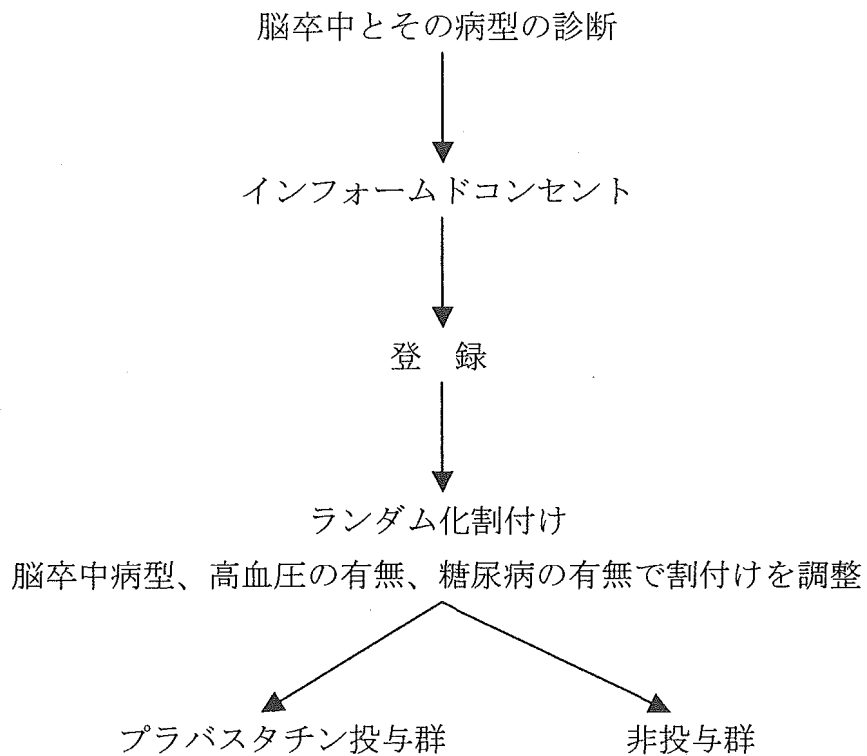 脳卒中とその病型の診断
インフォームドコンセント
登　録
ランダム化割付け
脳卒中病型、高血圧の有無、糖尿病の有無で割付けを調整
プラバスタチン投与群　非投与群